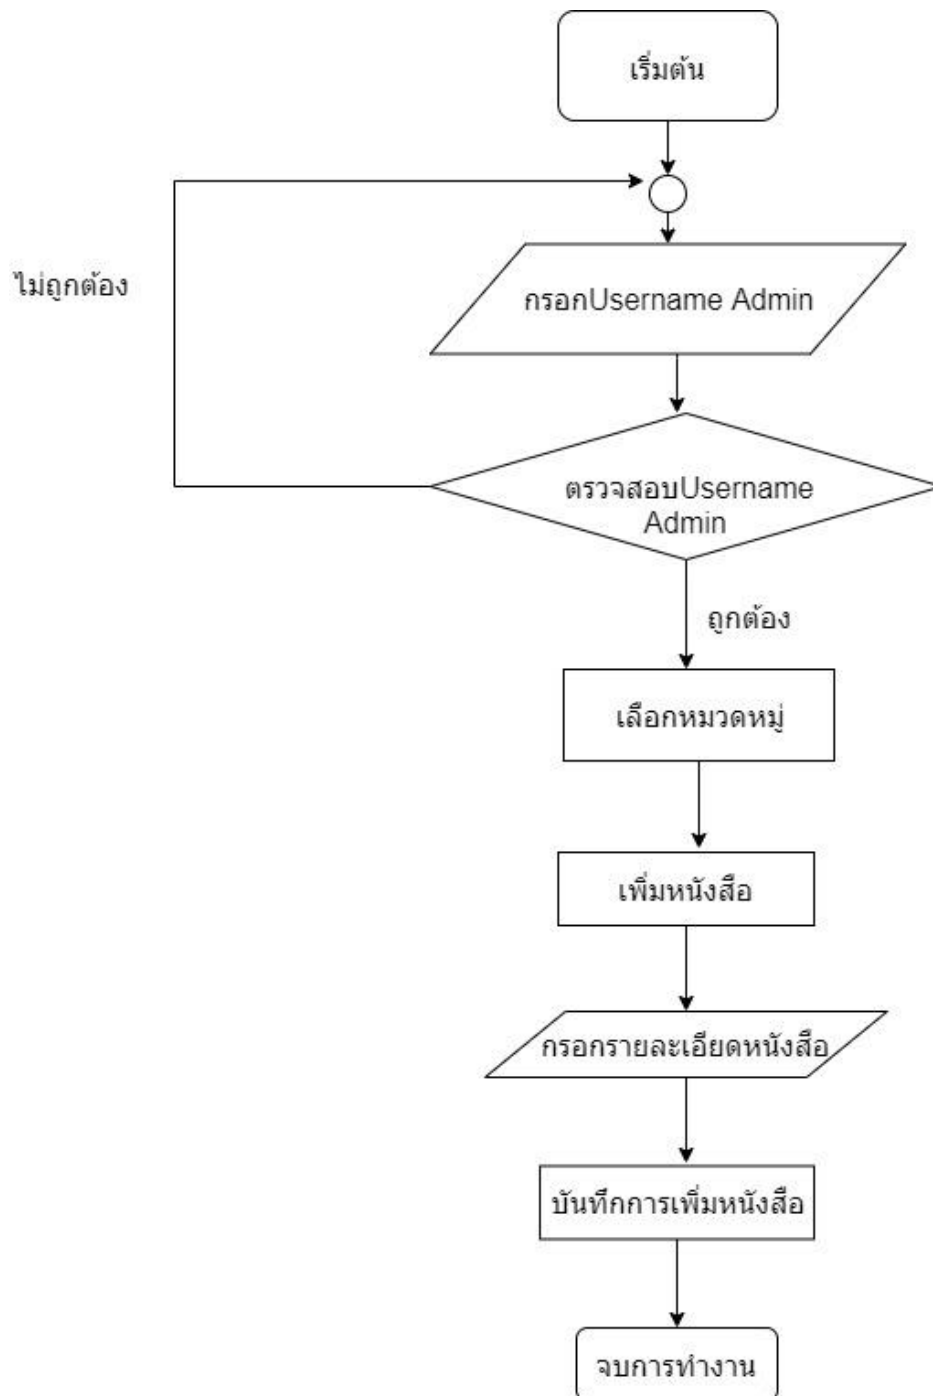 เริ่มต้น
ไม่ถูกต้อง
กรอกUsername Admin
ตรวจสอบUsername
Admin
ถูกต้อง
เลือกหมวดหมู่
เพิ่มหนังสือ
กรอกรายละเอียดหนังสือ
บันทึกการเพิ่มหนังสือ
จบการทำงาน